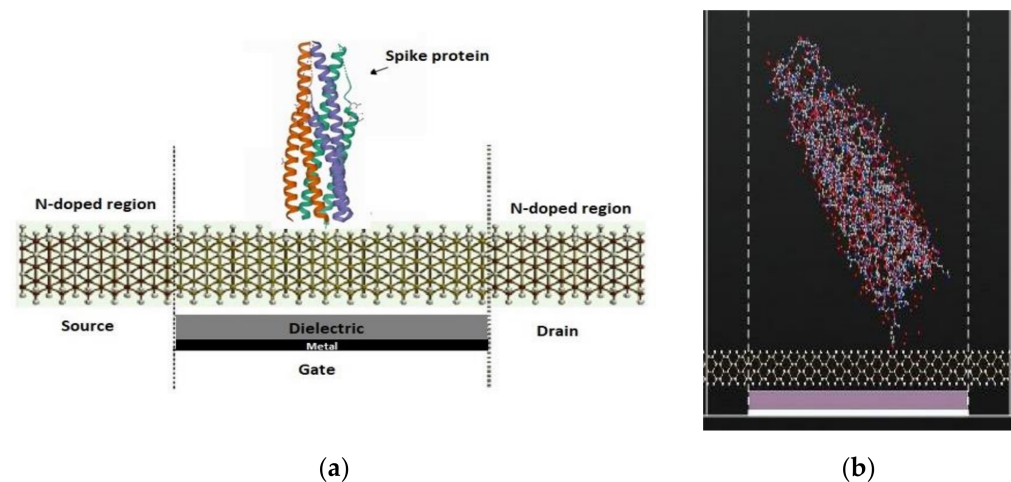 Spike protein
N-doped region
N-doped region
Source
Dielectric
Drain
Metal
Gate
(a)
(b)